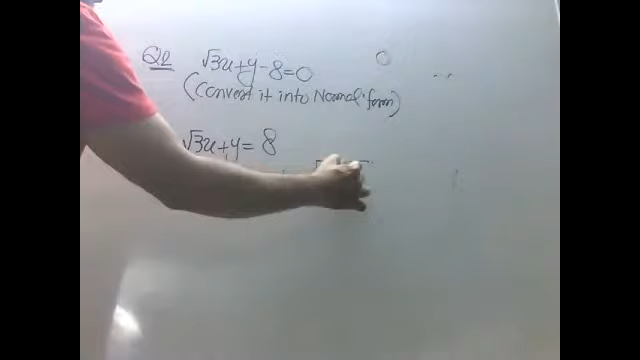 Q2 √3x+y-8=0
(Convert it into Normal form)
√3x+y=8